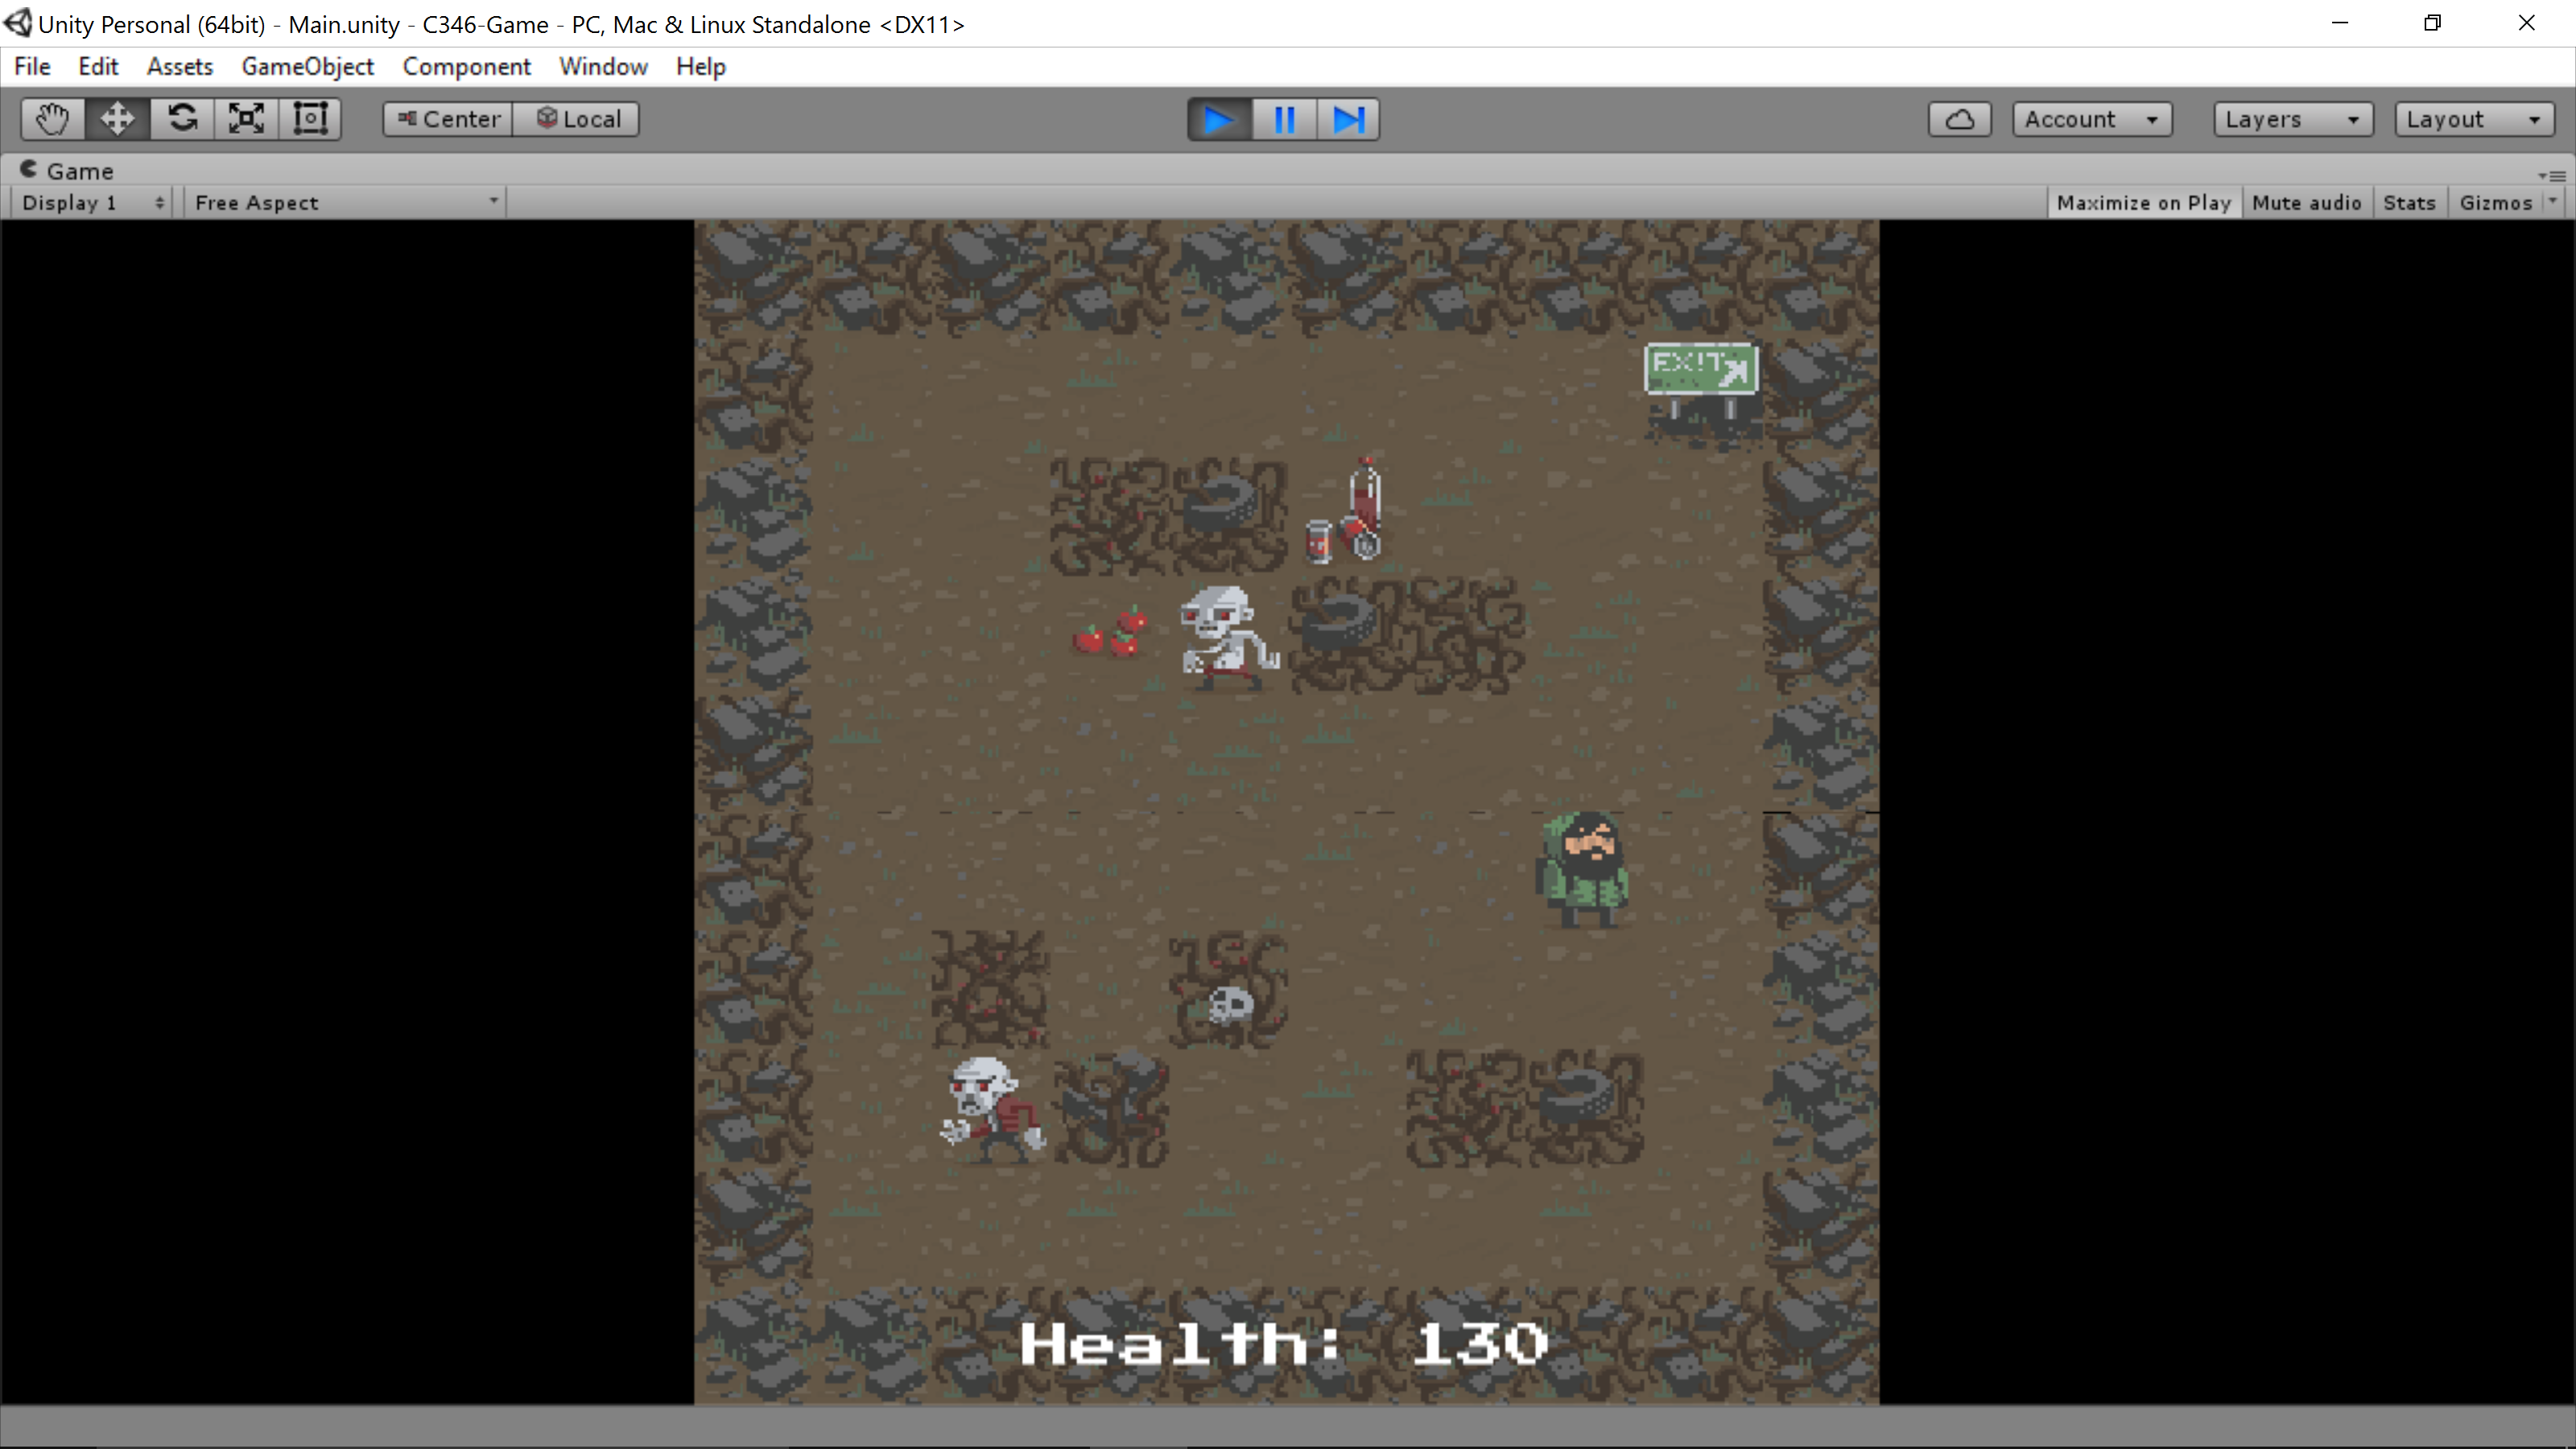 Unity Personal (64bit) - Main.unity - C346-Game - PC, Mac & Linux Standalone <DX11>
File Edit Assets GameObject Component Window Help
Center Local Account Layers Layout
Game
Display 1 Free Aspect Maximize on Play Mute audio Stats Gizmos
EXIT
Health: 130